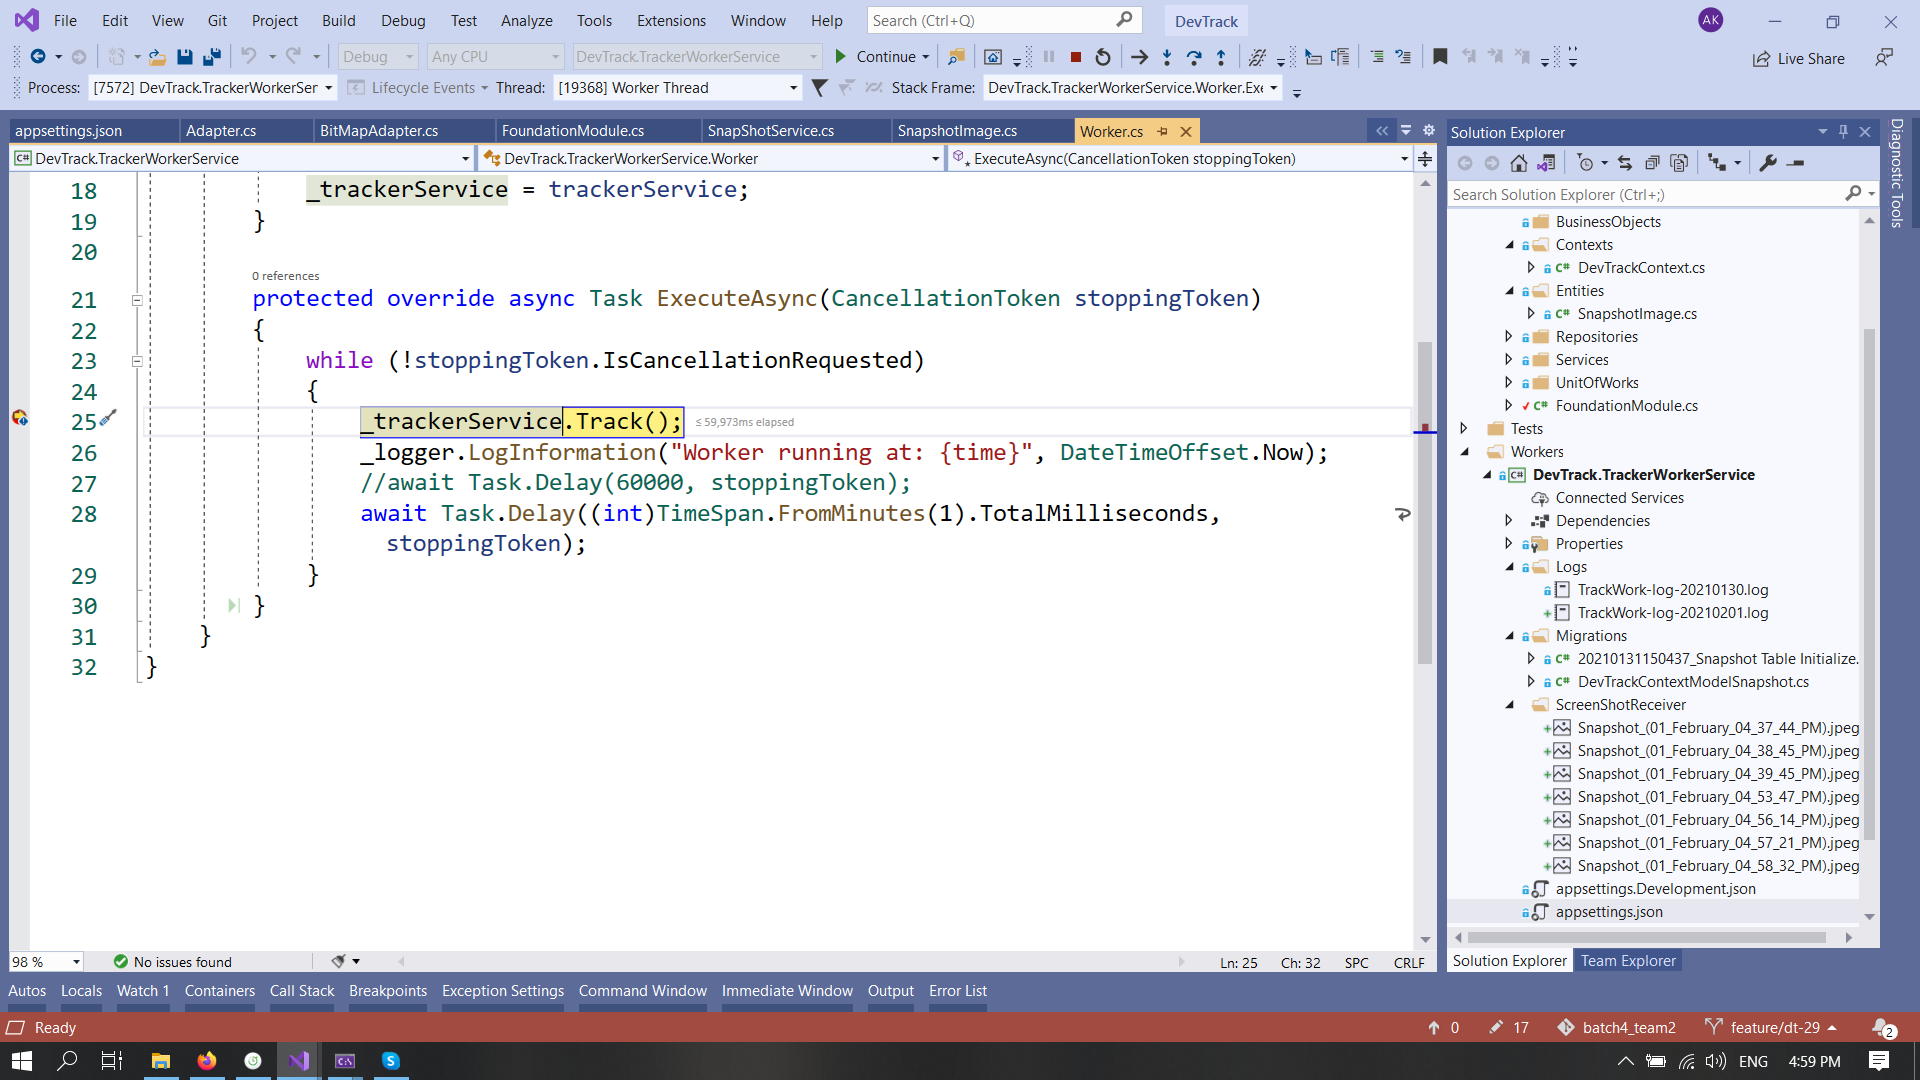 File Edit View Git Project Build Debug Test Analyze Tools Extensions Window Help Search (Ctrl+Q) DevTrack AK
Debug Any CPU DevTrack.TrackerWorkerService Continue Live Share
Process: [7572] DevTrack.TrackerWorkerSer Lifecycle Events Thread: [19368] Worker Thread Stack Frame: DevTrack.TrackerWorkerService.Worker.Exe
appsettings.json Adapter.cs BitMapAdapter.cs FoundationModule.cs SnapShotService.cs SnapshotImage.cs Worker.cs
DevTrack.TrackerWorkerService DevTrack.TrackerWorkerService.Worker ExecuteAsync(CancellationToken stoppingToken)
18 _trackerService = trackerService;
19 }
20
0 references
21 protected override async Task ExecuteAsync(CancellationToken stoppingToken)
22 {
23 while (!stoppingToken.IsCancellationRequested)
24 {
25 _trackerService.Track(); ≤ 59,973ms elapsed
26 _logger.LogInformation("Worker running at: {time}", DateTimeOffset.Now);
27 //await Task.Delay(60000, stoppingToken);
28 await Task.Delay((int)TimeSpan.FromMinutes(1).TotalMilliseconds,
stoppingToken);
29 }
30 }
31 }
32 }
98 % No issues found Ln: 25 Ch: 32 SPC CRLF
Solution Explorer
Search Solution Explorer (Ctrl+;)
BusinessObjects
Contexts
C# DevTrackContext.cs
Entities
C# SnapshotImage.cs
Repositories
Services
UnitOfWorks
C# FoundationModule.cs
Tests
Workers
C# DevTrack.TrackerWorkerService
Connected Services
Dependencies
Properties
Logs
TrackWork-log-20210130.log
TrackWork-log-20210201.log
Migrations
C# 20210131150437_Snapshot Table Initialize.
C# DevTrackContextModelSnapshot.cs
ScreenShotReceiver
Snapshot_(01_February_04_37_44_PM).jpeg
Snapshot_(01_February_04_38_45_PM).jpeg
Snapshot_(01_February_04_39_45_PM).jpeg
Snapshot_(01_February_04_53_47_PM).jpeg
Snapshot_(01_February_04_56_14_PM).jpeg
Snapshot_(01_February_04_57_21_PM).jpeg
Snapshot_(01_February_04_58_32_PM).jpeg
appsettings.Development.json
appsettings.json
Solution Explorer Team Explorer
Diagnostic Tools
Autos Locals Watch 1 Containers Call Stack Breakpoints Exception Settings Command Window Immediate Window Output Error List
Ready 0 17 batch4_team2 feature/dt-29 2
ENG 4:59 PM